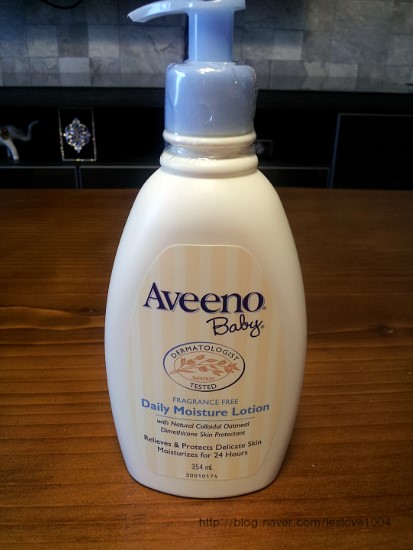 Aveeno®
Baby®
DERMATOLOGIST
TESTED
FRAGRANCE FREE
Daily Moisture Lotion
with Natural Colloidal Oatmeal
Dimethicone Skin Protectant
Relieves & Protects Delicate Skin
Moisturizes for 24 Hours
354 mL
30010174
http://blog.naver.com/leslove1004